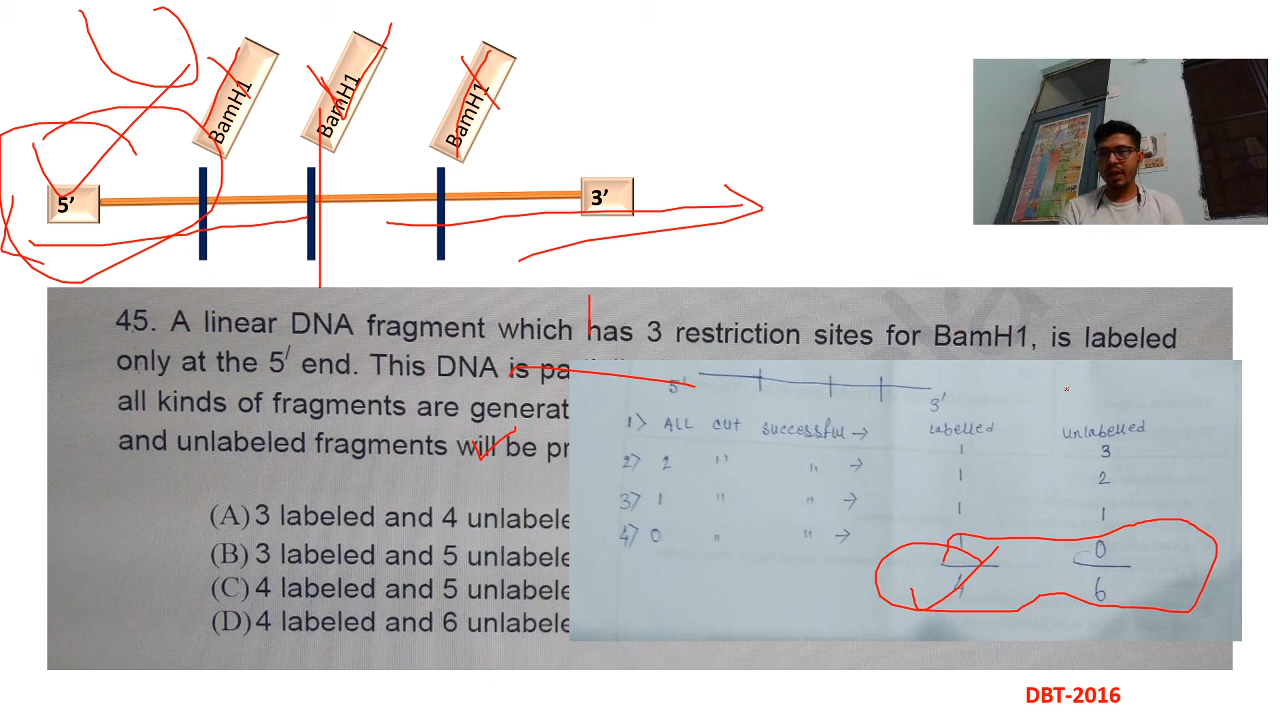 BamH1
BamH1
BamH1
5'
3'
45. A linear DNA fragment which has 3 restriction sites for BamH1, is labeled
only at the 5′ end. This DNA is pa
all kinds of fragments are generat
and unlabeled fragments will be pr
(A) 3 labeled and 4 unlabele
(B) 3 labeled and 5 unlabele
(C) 4 labeled and 5 unlabele
(D) 4 labeled and 6 unlabele
5'
3'
Labelled unlabelled
1) ALL cut successful → 1 3
2) 2 " " → 1 2
3) 1 " " → 1 1
4) 0 " " → 1 0
4 6
DBT-2016